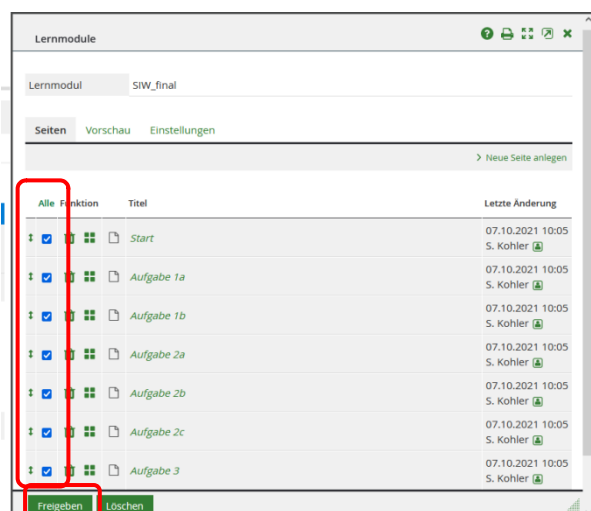 Lernmodule
Lernmodul SIW_final
Seiten Vorschau Einstellungen
Neue Seite anlegen
Alle Funktion Titel Letzte Änderung
Start 07.10.2021 10:05
S. Kohler
Aufgabe 1a 07.10.2021 10:05
S. Kohler
Aufgabe 1b 07.10.2021 10:05
S. Kohler
Aufgabe 2a 07.10.2021 10:05
S. Kohler
Aufgabe 2b 07.10.2021 10:05
S. Kohler
Aufgabe 2c 07.10.2021 10:05
S. Kohler
Aufgabe 3 07.10.2021 10:05
S. Kohler
Freigeben Löschen